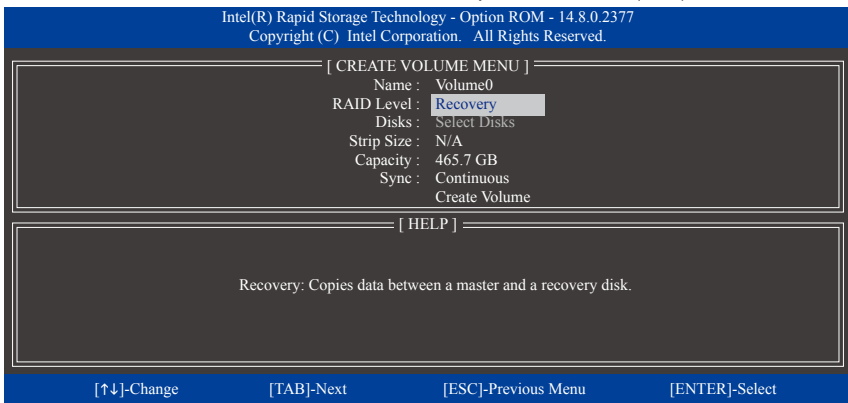 Intel(R) Rapid Storage Technology - Option ROM - 14.8.0.2377
Copyright (C) Intel Corporation. All Rights Reserved.
[ CREATE VOLUME MENU ]
Name : Volume0
RAID Level : Recovery
Disks : Select Disks
Strip Size : N/A
Capacity : 465.7 GB
Sync : Continuous
Create Volume
[ HELP ]
Recovery: Copies data between a master and a recovery disk.
[↑↓]-Change [TAB]-Next [ESC]-Previous Menu [ENTER]-Select